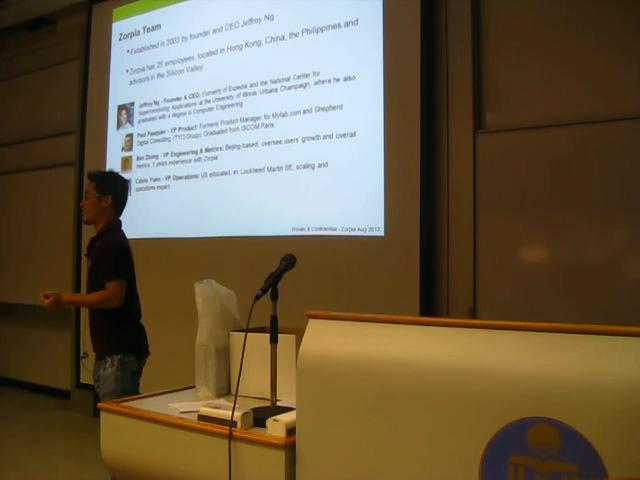 Zorpia Team
Established in 2003 by founder and CEO Jeffrey Ng
Zorpia has 25 employees, located in Hong Kong, China, the Philippines and
advisors in the Silicon Valley
Jeffrey Ng - Founder & CEO: Formerly of Expedia and the National Center for
Supercomputing Applications at the University of Illinois Urbana Champaign, where he also
graduated with a degree in Computer Engineering
Paul Pasquier - VP Product: Formerly Product Manager for Myfab.com and Shepherd
Digital Consulting (TYO Group). Graduated from ISCOM Paris
Ben Zhang - VP Engineering & Metrics: Beijing-based, oversee users' growth and overall
metrics. 7 years experience with Zorpia
Yuen - VP Operations: US educated, ex Lockheed Martin SE, scaling and
operations expert
Private & Confidential - Zorpia Aug 2012